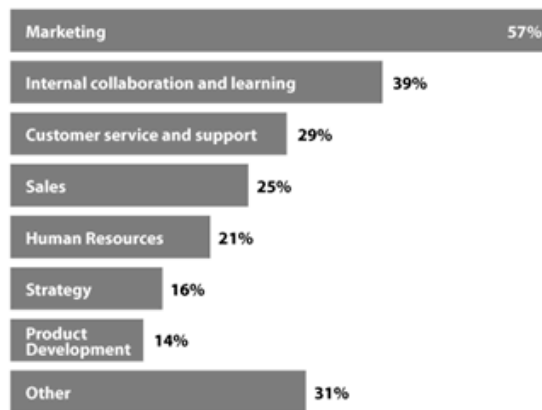 Marketing 57%
Internal collaboration and learning 39%
Customer service and support 29%
Sales 25%
Human Resources 21%
Strategy 16%
Product
Development 14%
Other 31%